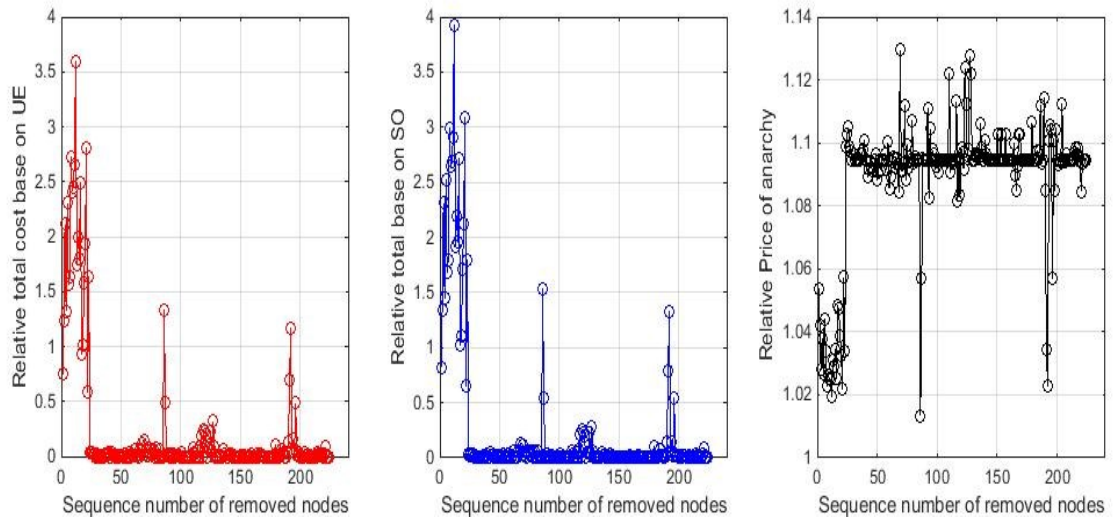 Relative total cost base on UE
4
3.5
3
2.5
2
1.5
1
0.5
0
0 50 100 150 200
Sequence number of removed nodes
Relative total base on SO
4
3.5
3
2.5
2
1.5
1
0.5
0
0 50 100 150 200
Sequence number of removed nodes
Relative Price of anarchy
1.14
1.12
1.1
1.08
1.06
1.04
1.02
1
0 50 100 150 200
Sequence number of removed nodes